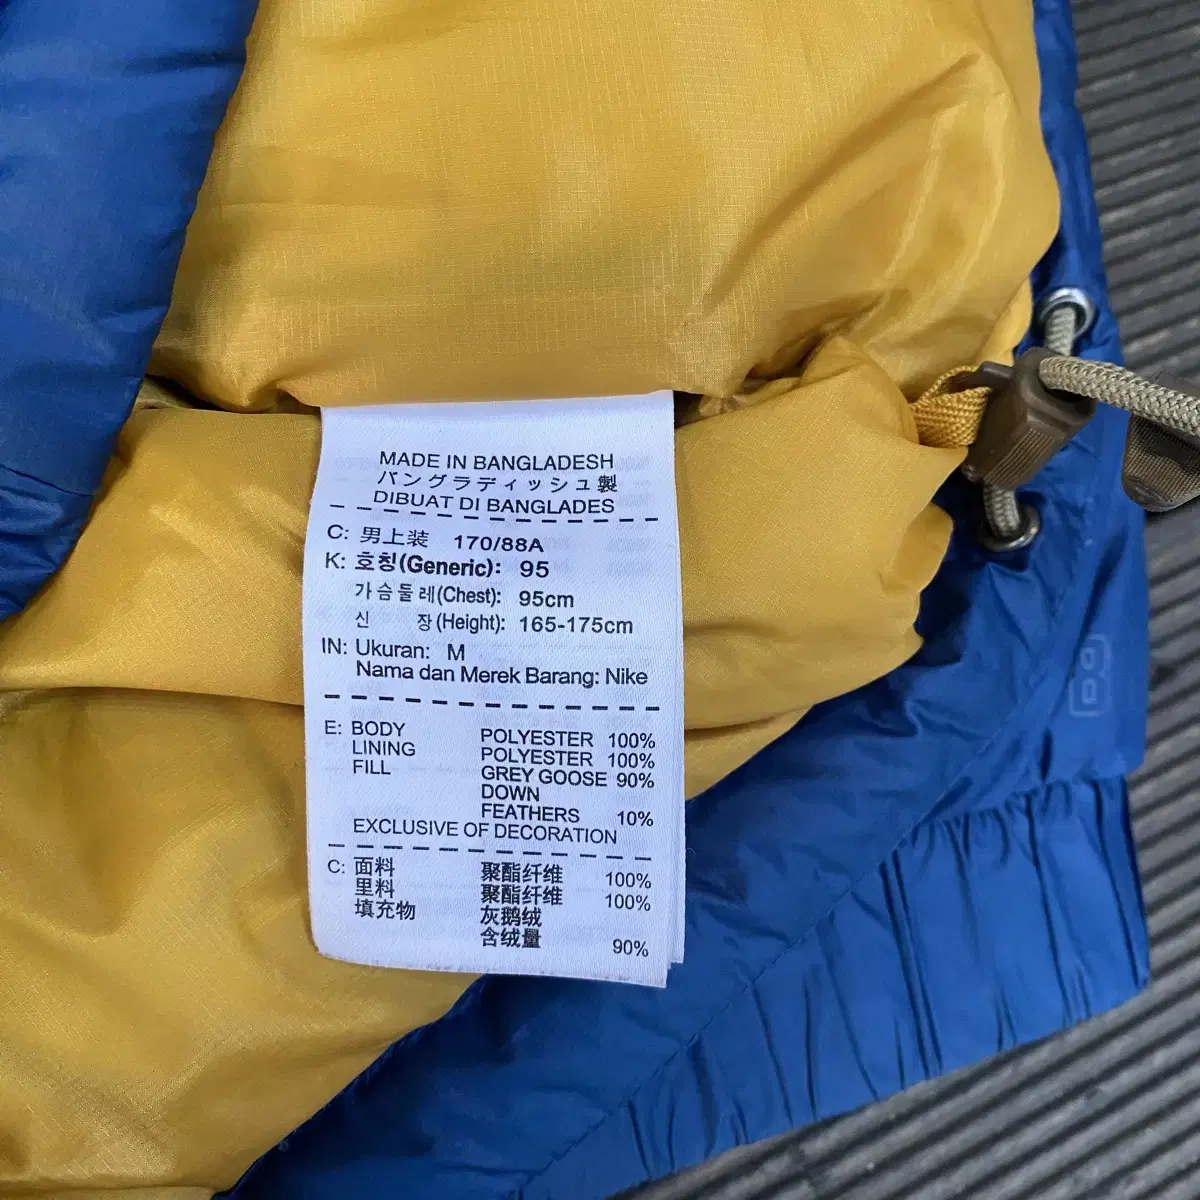 MADE IN BANGLADESH
バングラディッシュ製
DIBUAT DI BANGLADES
C: 男上装 170/88A
K: 호칭(Generic): 95
가슴둘레(Chest): 95cm
신 장(Height): 165-175cm
IN: Ukuran: M
Nama dan Merek Barang: Nike
E: BODY POLYESTER 100%
LINING POLYESTER 100%
FILL GREY GOOSE 90%
DOWN
FEATHERS 10%
EXCLUSIVE OF DECORATION
C: 面料 聚酯纤维 100%
里料 聚酯纤维 100%
填充物 灰鹅绒
含绒量 90%